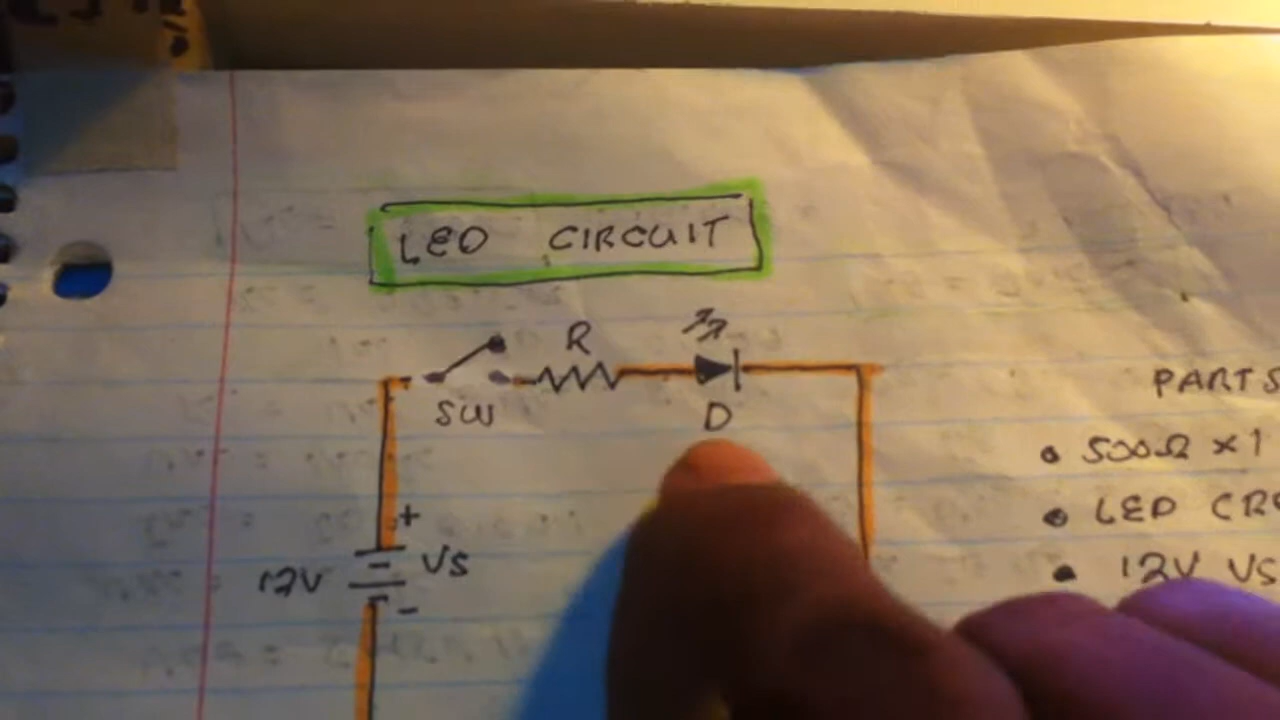 LED CIRCUIT
R
SW
D
PARTS
• 500Ω x 1
• LED
• 12V VS
+
12V
VS
-